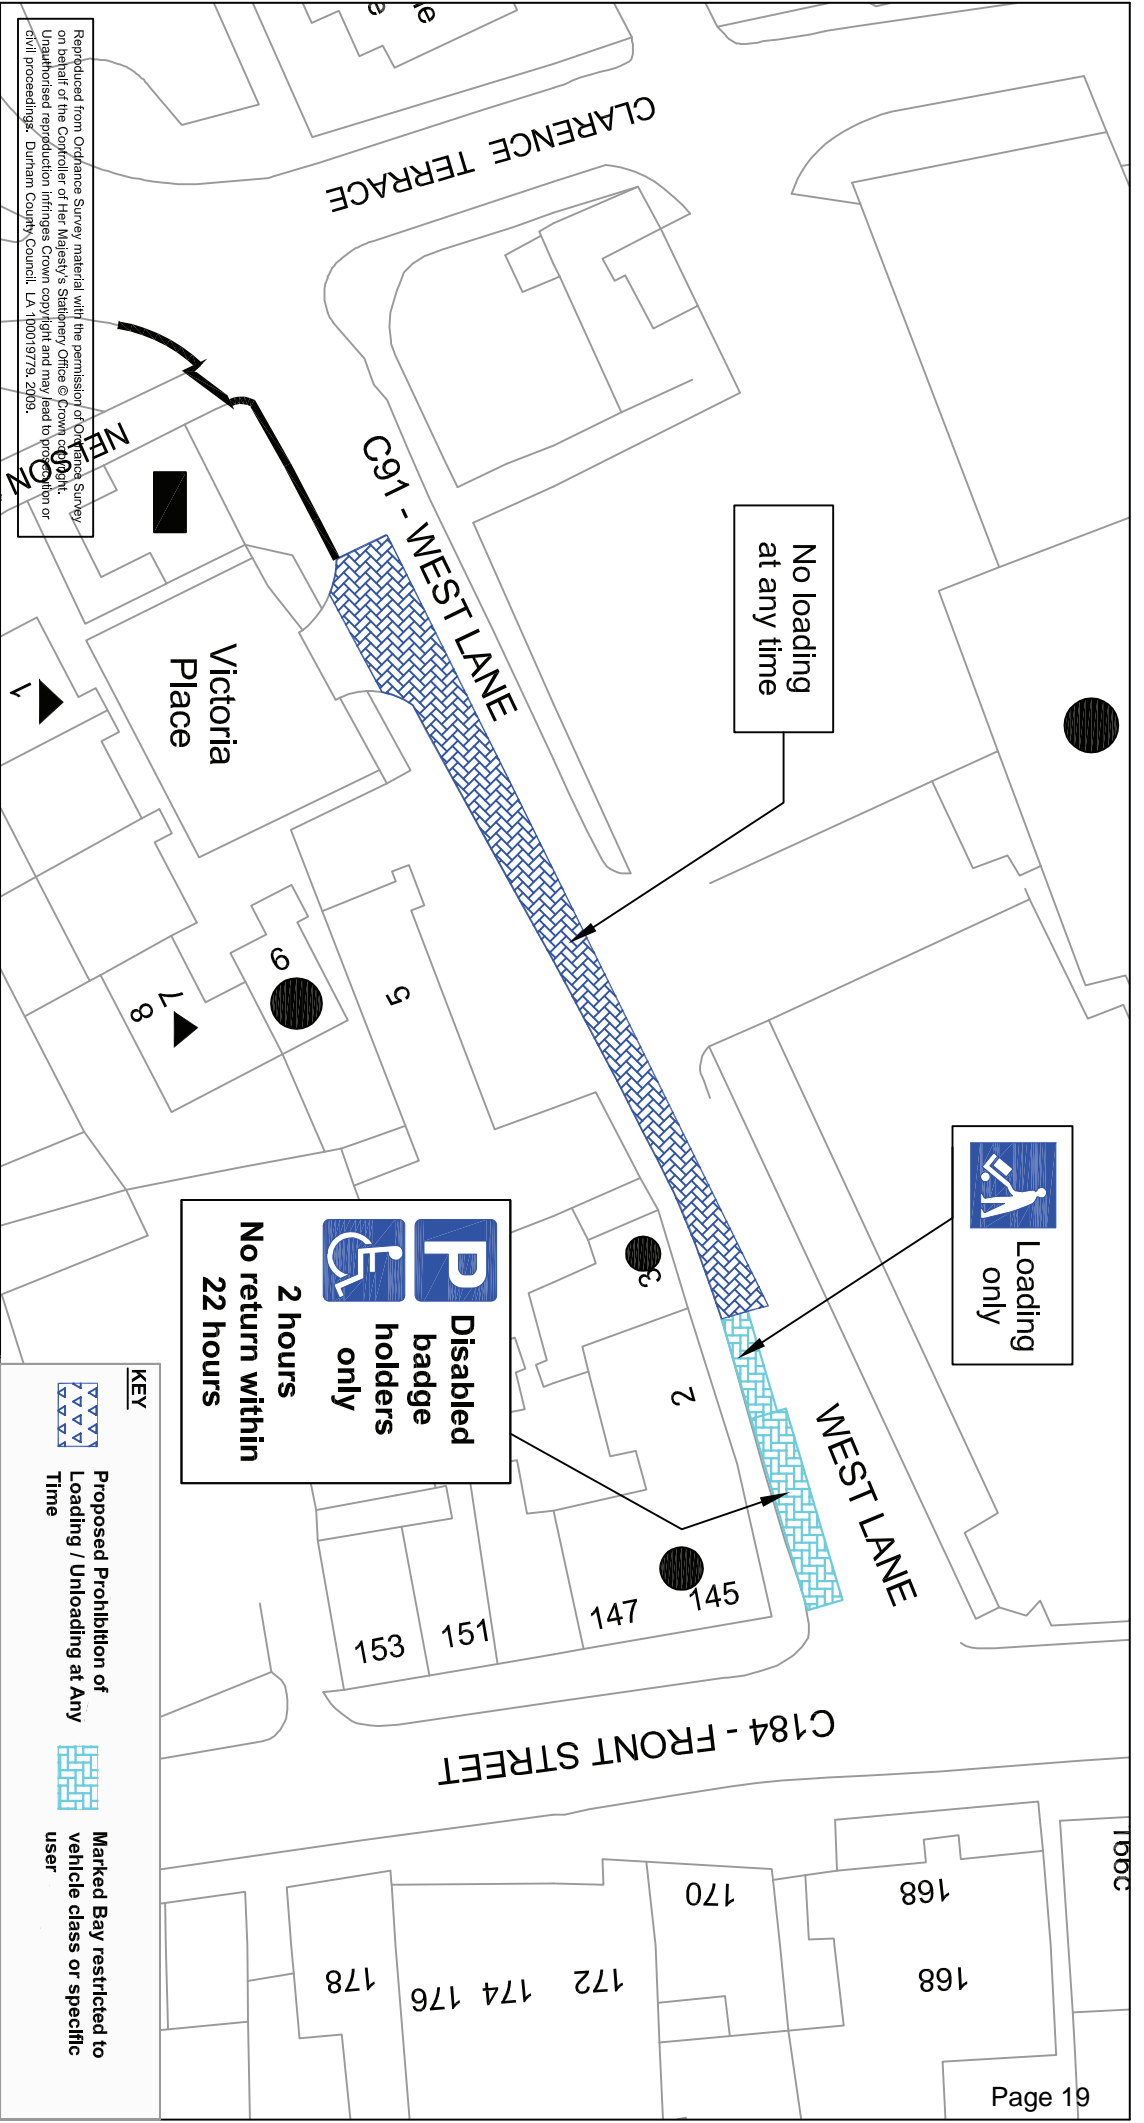 Page 19
CLARENCE TERRACE
C91 - WEST LANE
No loading
at any time
Loading
only
WEST LANE
C184 - FRONT STREET
Victoria
Place
NELSON
1
5
9
7
8
3
2
P
Disabled
badge
holders
only
2 hours
No return within
22 hours
145
147
151
153
168
168
170
172
174
176
178
KEY
Proposed Prohibition of
Loading / Unloading at Any
Time
Marked Bay restricted to
vehicle class or specific
user
Reproduced from Ordnance Survey material with the permission of Ordnance Survey
on behalf of the Controller of Her Majesty's Stationery Office © Crown copyright.
Unauthorised reproduction infringes Crown copyright and may lead to prosecution or
civil proceedings. Durham County Council. LA 100019779. 2009.